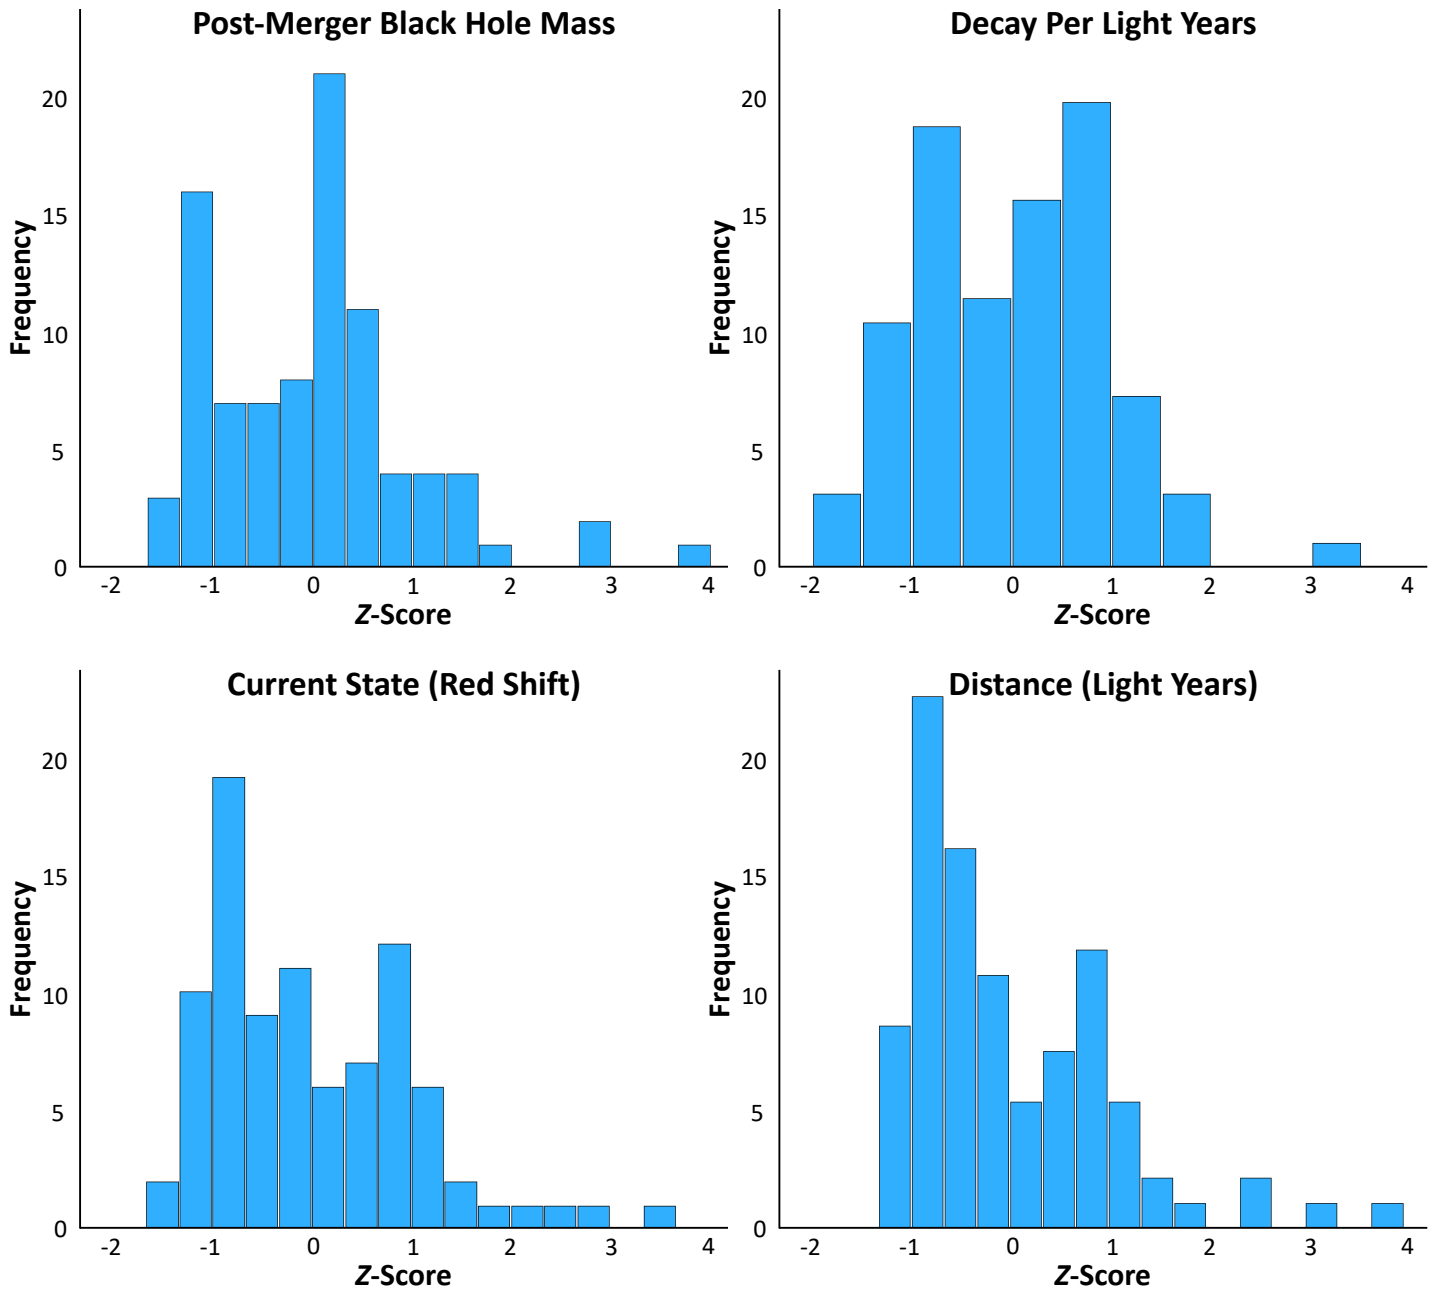 Post-Merger Black Hole Mass
Frequency
20
15
10
5
0
-2 -1 0 1 2 3 4
Z-Score
Decay Per Light Years
Frequency
20
15
10
5
0
-2 -1 0 1 2 3 4
Z-Score
Current State (Red Shift)
Frequency
20
15
10
5
0
-2 -1 0 1 2 3 4
Z-Score
Distance (Light Years)
Frequency
20
15
10
5
0
-2 -1 0 1 2 3 4
Z-Score